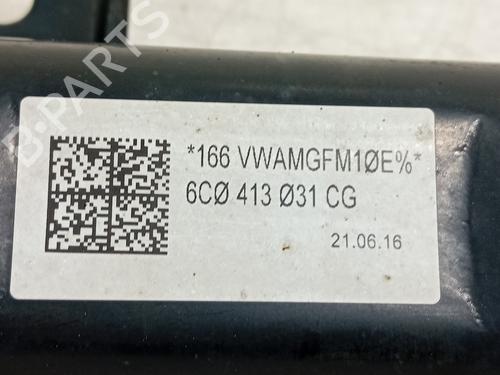 *166 VWAMGFM1ØE%*
6CØ 413 Ø31 CG
21.06.16
B-PARTS